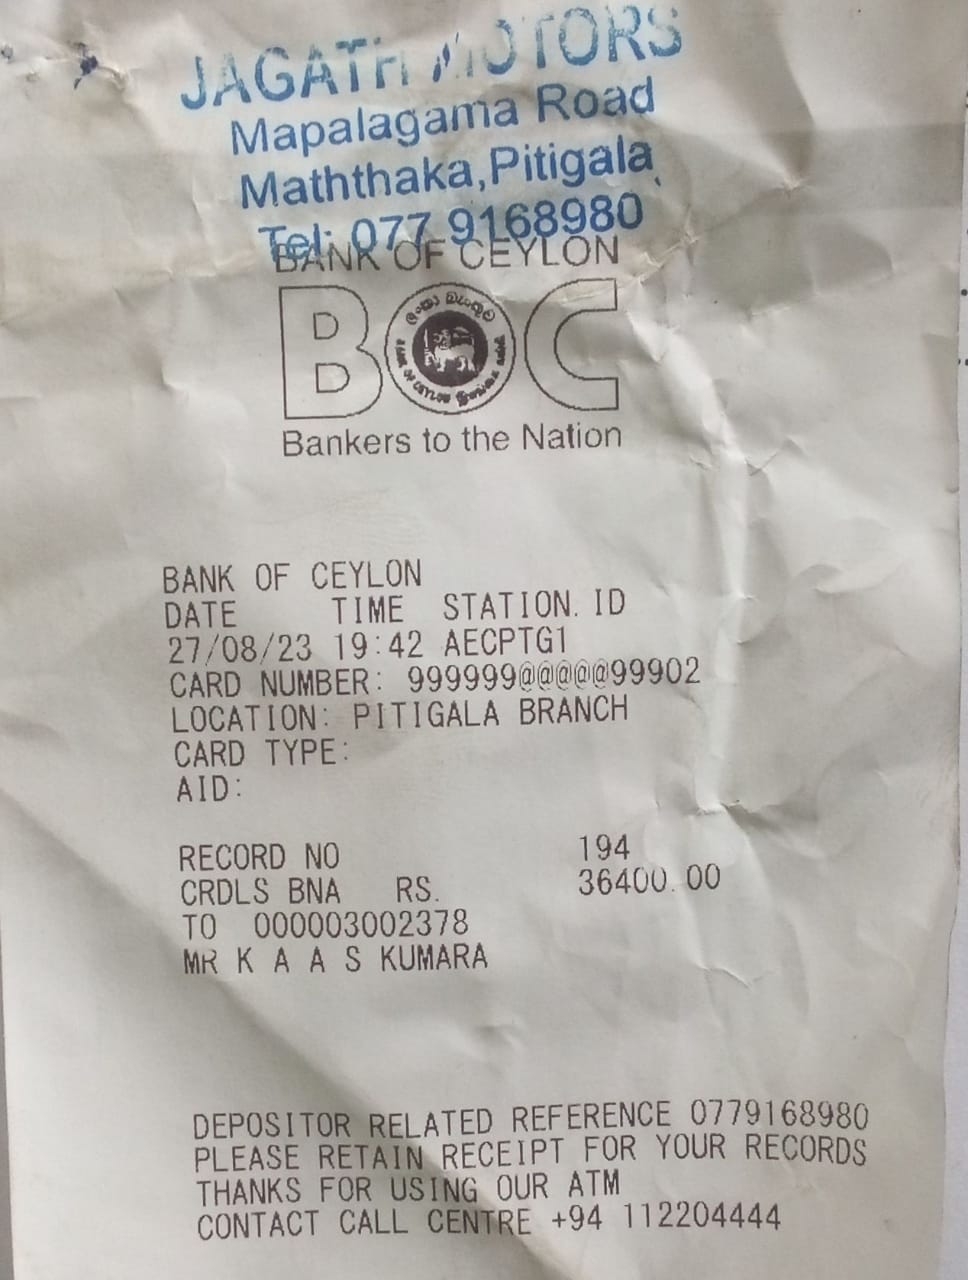 JAGATH MOTORS
Mapalagama Road
Maththaka,Pitigala
Tel: 077 9168980
BANK OF CEYLON
BOC
ලංකා බැංකුව
BANK OF CEYLON
Bankers to the Nation
BANK OF CEYLON
DATE TIME STATION. ID
27/08/23 19:42 AECPTG1
CARD NUMBER: 999999@@@@@99902
LOCATION: PITIGALA BRANCH
CARD TYPE:
AID:
RECORD NO 194
CRDLS BNA RS. 36400.00
TO 000003002378
MR K A A S KUMARA
DEPOSITOR RELATED REFERENCE 0779168980
PLEASE RETAIN RECEIPT FOR YOUR RECORDS
THANKS FOR USING OUR ATM
CONTACT CALL CENTRE +94 112204444